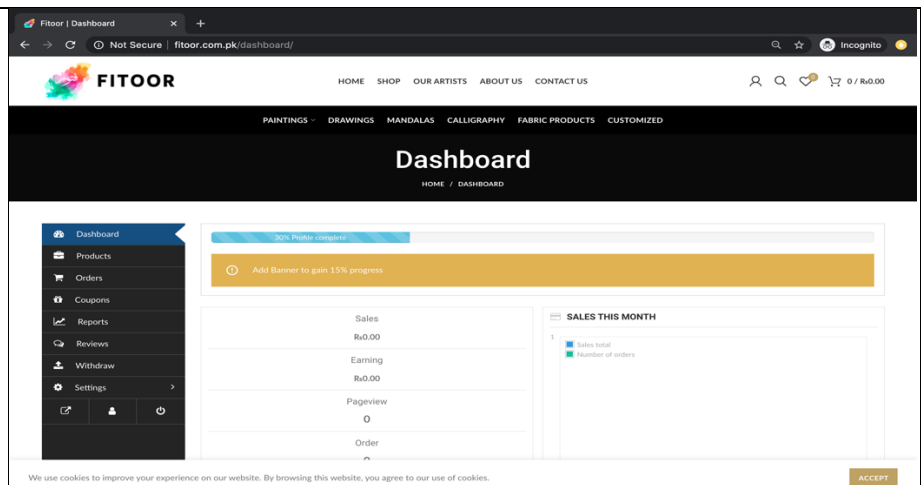 Fitoor | Dashboard
Not Secure | fitoor.com.pk/dashboard/
Incognito
FITOOR
HOME SHOP OUR ARTISTS ABOUT US CONTACT US
0
0 / ₨0.00
PAINTINGS DRAWINGS MANDALAS CALLIGRAPHY FABRIC PRODUCTS CUSTOMIZED
Dashboard
HOME / DASHBOARD
Dashboard
Products
Orders
Coupons
Reports
Reviews
Withdraw
Settings
30% Profile complete
Add Banner to gain 15% progress
Sales
₨0.00
Earning
₨0.00
Pageview
0
Order
SALES THIS MONTH
1
Sales total
Number of orders
We use cookies to improve your experience on our website. By browsing this website, you agree to our use of cookies.
ACCEPT